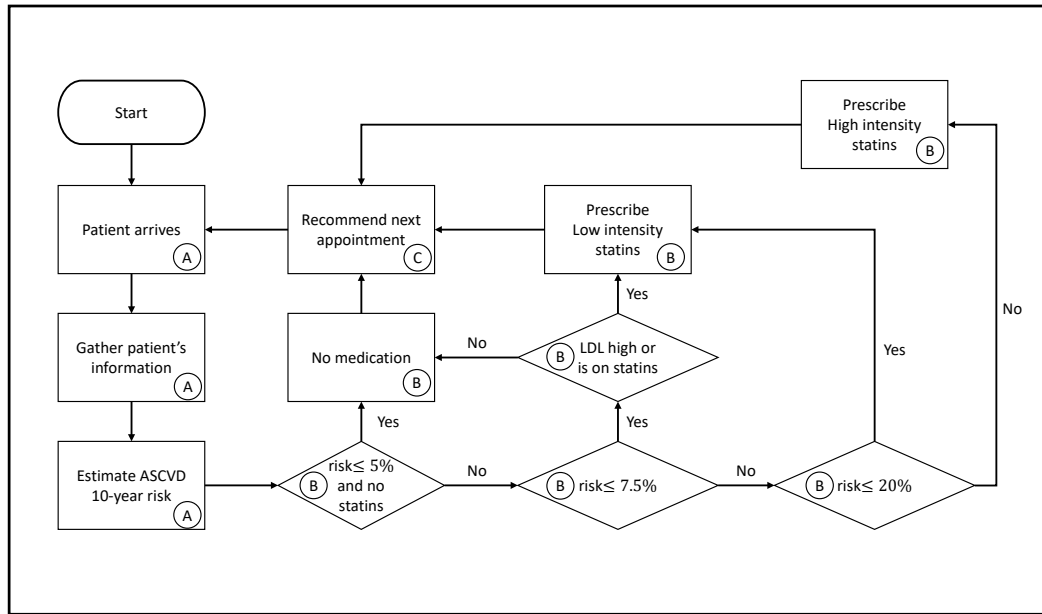 Start
Prescribe
High intensity
statins
B
Patient arrives
A
Recommend next
appointment
C
Prescribe
Low intensity
statins
B
Yes
No
Gather patient's
information
A
No medication
B
No
B
LDL high or
is on statins
Yes
Yes
Yes
Estimate ASCVD
10-year risk
A
B
risk≤ 5%
and no
statins
No
B
risk≤ 7.5%
No
B
risk≤ 20%